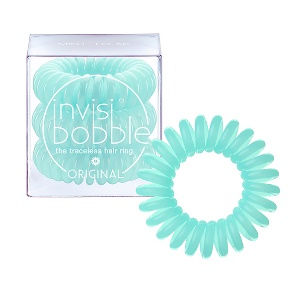 invisi
bobble
the traceless hair ring.
ORIGINAL